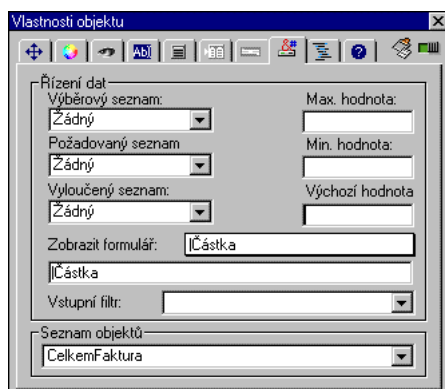 Vlastnosti objektu
Řízení dat
Výběrový seznam:
Max. hodnota:
Žádný
Požadovaný seznam
Min. hodnota:
Žádný
Vyloučený seznam:
Výchozí hodnota
Žádný
Zobrazit formulář:
|Částka
|Částka
Vstupní filtr:
Seznam objektů
CelkemFaktura